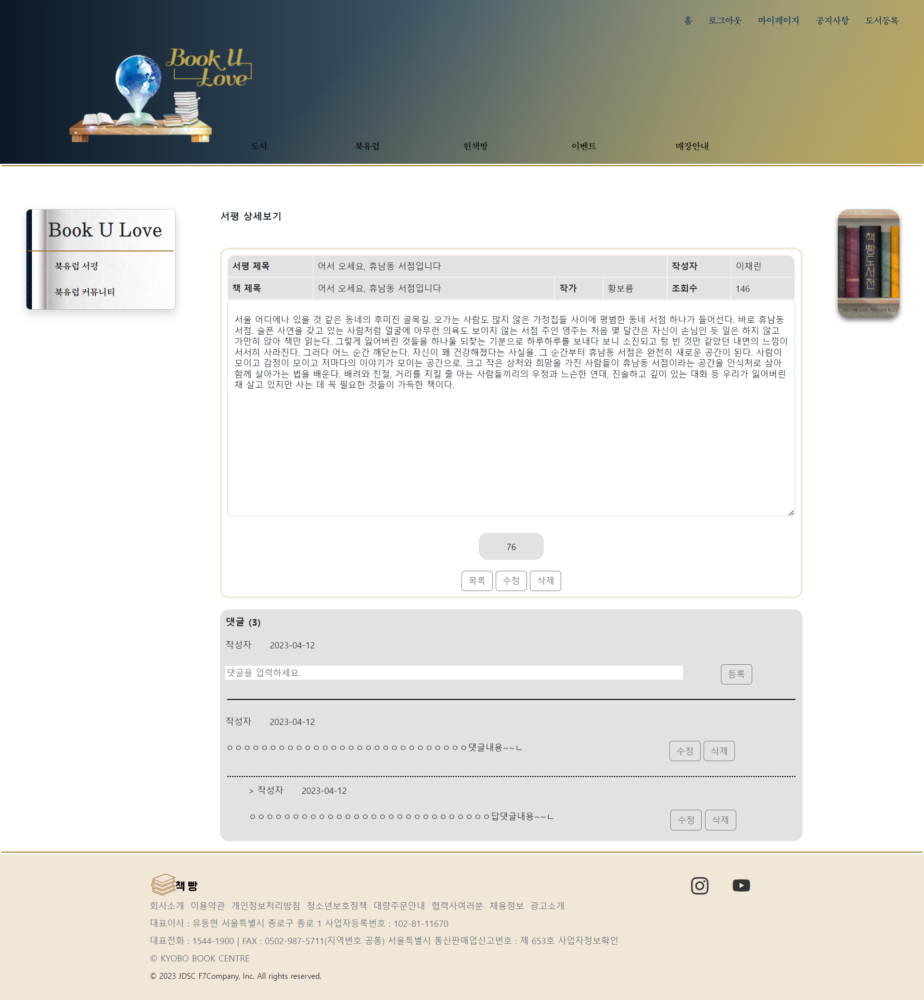 홈 로그아웃 마이페이지 공지사항 도서등록
Book U
Love
도서 북유럽 헌책방 이벤트 매장안내
Book U Love
북유럽 서평
북유럽 커뮤니티
서평 상세보기
서평 제목 어서 오세요, 휴남동 서점입니다 작성자 이채린
책 제목 어서 오세요, 휴남동 서점입니다 작가 황보름 조회수 146
서울 어디에나 있을 것 같은 동네의 후미진 골목길. 오가는 사람도 많지 않은 가정집들 사이에 평범한 동네 서점 하나가 들어선다. 바로 휴남동
서점. 슬픈 사연을 갖고 있는 사람처럼 얼굴에 아무런 의욕도 보이지 않는 서점 주인 영주는 처음 몇 달간은 자신이 손님인 듯 일은 하지 않고
가만히 앉아 책만 읽는다. 그렇게 잃어버린 것들을 하나둘 되찾는 기분으로 하루하루를 보내다 보니 소진되고 텅 빈 것만 같았던 내면의 느낌이
서서히 사라진다. 그러다 어느 순간 깨닫는다. 자신이 꽤 건강해졌다는 사실을. 그 순간부터 휴남동 서점은 완전히 새로운 공간이 된다. 사람이
모이고 감정이 모이고 저마다의 이야기가 모이는 공간으로. 크고 작은 상처와 희망을 가진 사람들이 휴남동 서점이라는 공간을 안식처로 삼아
함께 살아가는 법을 배운다. 배려와 친절, 거리를 지킬 줄 아는 사람들끼리의 우정과 느슨한 연대, 진솔하고 깊이 있는 대화 등 우리가 잃어버린
채 살고 있지만 사는 데 꼭 필요한 것들이 가득한 책이다.
76
목록 수정 삭제
책빵도서전
댓글 (3)
작성자 2023-04-12
댓글을 입력하세요. 등록
작성자 2023-04-12
ㅇㅇㅇㅇㅇㅇㅇㅇㅇㅇㅇㅇㅇㅇㅇㅇㅇㅇㅇㅇㅇㅇㅇㅇㅇㅇㅇㅇ댓글내용~~ㄴ 수정 삭제
> 작성자 2023-04-12
ㅇㅇㅇㅇㅇㅇㅇㅇㅇㅇㅇㅇㅇㅇㅇㅇㅇㅇㅇㅇㅇㅇㅇㅇㅇㅇㅇㅇ답댓글내용~~ㄴ 수정 삭제
책빵
회사소개 이용약관 개인정보처리방침 청소년보호정책 대량주문안내 협력사여러분 채용정보 광고소개
대표이사 : 유동현 서울특별시 종로구 종로 1 사업자등록번호 : 102-81-11670
대표전화 : 1544-1900 | FAX : 0502-987-5711(지역번호 공통) 서울특별시 통신판매업신고번호 : 제 653호 사업자정보확인
© KYOBO BOOK CENTRE
© 2023 JDSC F7Company, Inc. All rights reserved.